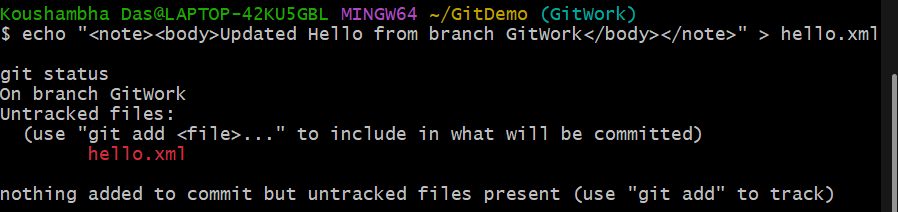 Koushambha Das@LAPTOP-42KU5GBL MINGW64 ~/GitDemo (GitWork)
$ echo "<note><body>Updated Hello from branch GitWork</body></note>" > hello.xml
git status
On branch GitWork
Untracked files:
(use "git add <file>..." to include in what will be committed)
hello.xml
nothing added to commit but untracked files present (use "git add" to track)